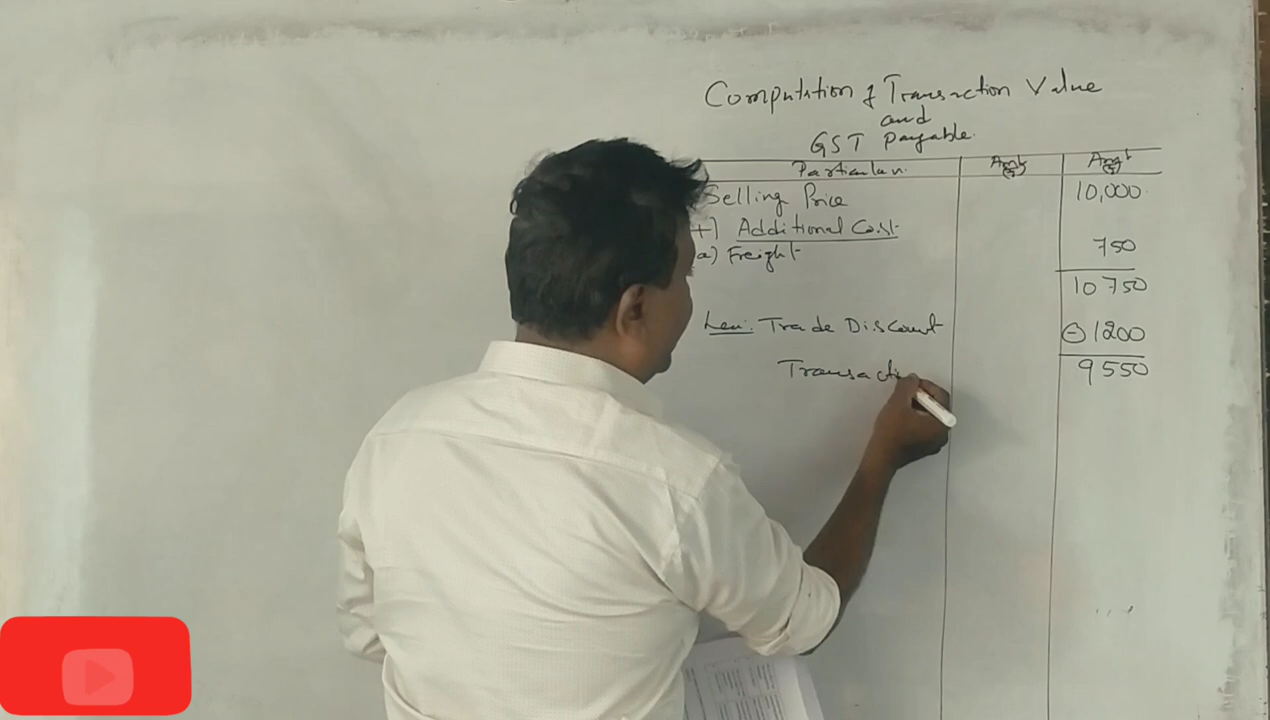 Computation of Transaction Value
and
GST Payable.
Particulars. Amt (₹) Amt (₹)
Selling Price 10,000
+) Additional Cost
a) Freight 750
10750
Less: Trade Discount (-) 1200
Transacti 9550